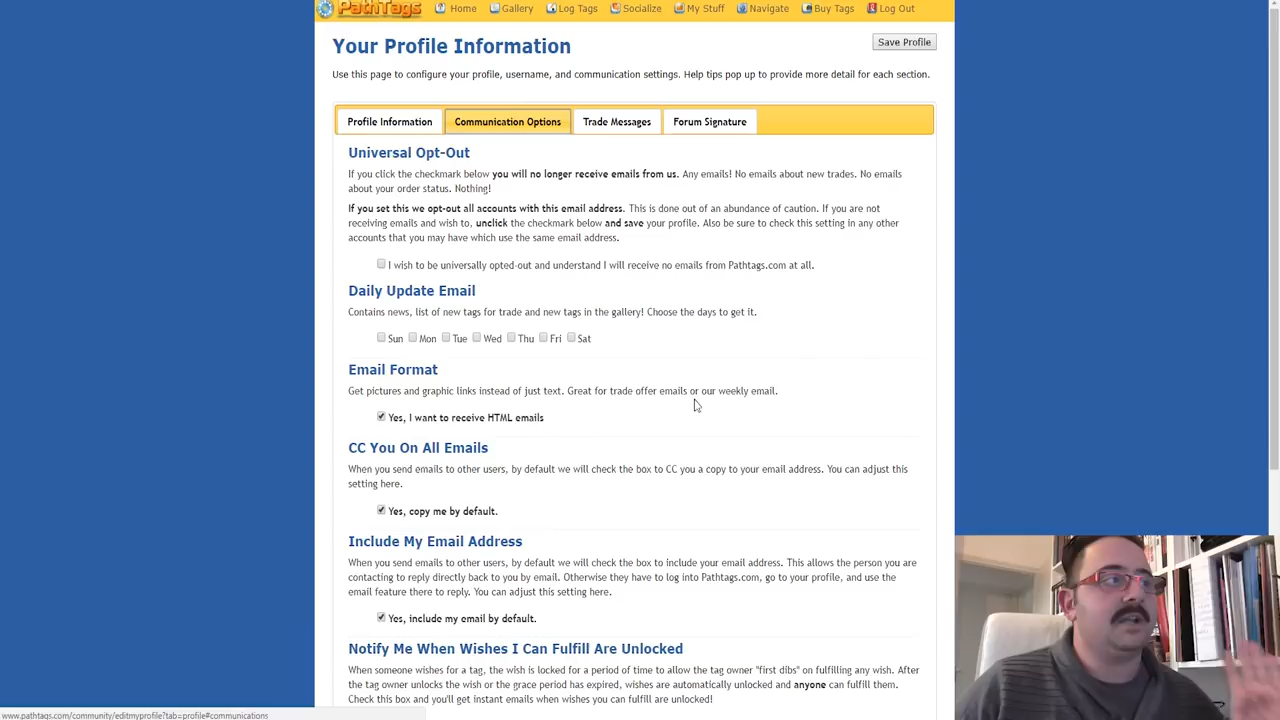 PathTags Home Gallery Log Tags Socialize My Stuff Navigate Buy Tags Log Out
Your Profile Information
Save Profile
Use this page to configure your profile, username, and communication settings. Help tips pop up to provide more detail for each section.
Profile Information Communication Options Trade Messages Forum Signature
Universal Opt-Out
If you click the checkmark below you will no longer receive emails from us. Any emails! No emails about new trades. No emails
about your order status. Nothing!
If you set this we opt-out all accounts with this email address. This is done out of an abundance of caution. If you are not
receiving emails and wish to, unclick the checkmark below and save your profile. Also be sure to check this setting in any other
accounts that you may have which use the same email address.
I wish to be universally opted-out and understand I will receive no emails from Pathtags.com at all.
Daily Update Email
Contains news, list of new tags for trade and new tags in the gallery! Choose the days to get it.
Sun Mon Tue Wed Thu Fri Sat
Email Format
Get pictures and graphic links instead of just text. Great for trade offer emails or our weekly email.
Yes, I want to receive HTML emails
CC You On All Emails
When you send emails to other users, by default we will check the box to CC you a copy to your email address. You can adjust this
setting here.
Yes, copy me by default.
Include My Email Address
When you send emails to other users, by default we will check the box to include your email address. This allows the person you are
contacting to reply directly back to you by email. Otherwise they have to log into Pathtags.com, go to your profile, and use the
email feature there to reply. You can adjust this setting here.
Yes, include my email by default.
Notify Me When Wishes I Can Fulfill Are Unlocked
When someone wishes for a tag, the wish is locked for a period of time to allow the tag owner "first dibs" on fulfilling any wish. After
the tag owner unlocks the wish or the grace period has expired, wishes are automatically unlocked and anyone can fulfill them.
Check this box and you'll get instant emails when wishes you can fulfill are unlocked!
www.pathtags.com/community/editmyprofile?tab=profile#communications